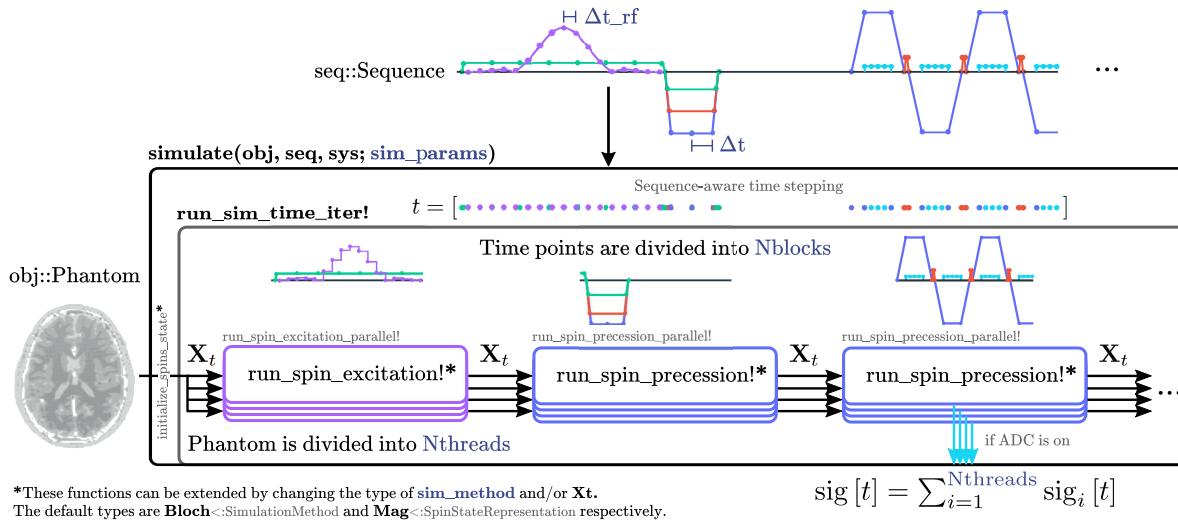 Δt_rf
seq::Sequence
...
Δt
simulate(obj, seq, sys; sim_params)
Sequence-aware time stepping
run_sim_time_iter!
t = [ ]
Time points are divided into Nblocks
obj::Phantom
initialize_spins_state*
run_spin_excitation_parallel!
run_spin_precession_parallel!
run_spin_precession_parallel!
X_t
run_spin_excitation!*
X_t
run_spin_precession!*
X_t
run_spin_precession!*
X_t
...
Phantom is divided into Nthreads
if ADC is on
sig [t] = ∑_{i=1}^{Nthreads} sig_i [t]
*These functions can be extended by changing the type of sim_method and/or Xt.
The default types are Bloch<:SimulationMethod and Mag<:SpinStateRepresentation respectively.